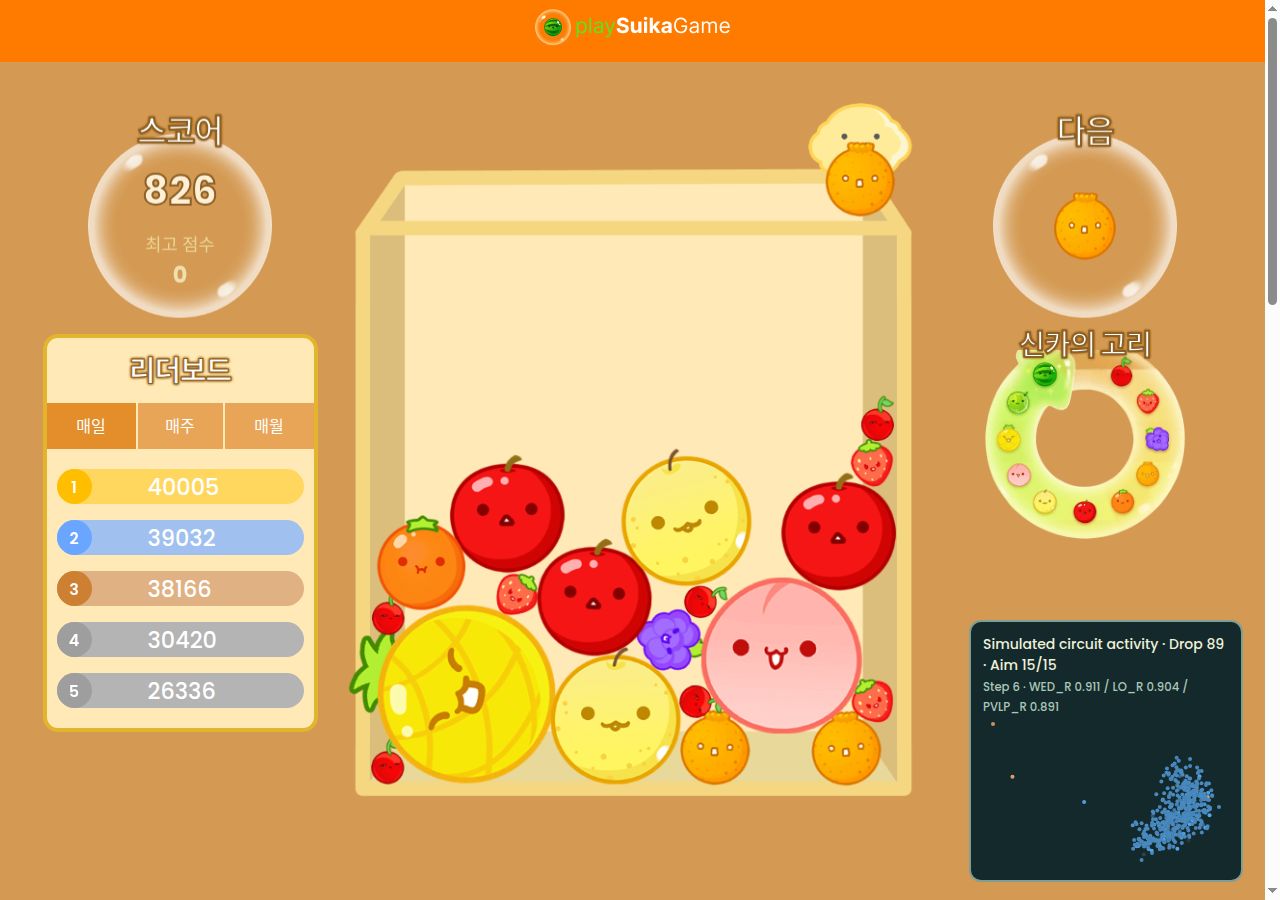 playSuikaGame
스코어
826
최고 점수
0
다음
리더보드
매일 매주 매월
1 40005
2 39032
3 38166
4 30420
5 26336
신카의 고리
Simulated circuit activity · Drop 89
· Aim 15/15
Step 6 · WED_R 0.911 / LO_R 0.904 /
PVLP_R 0.891